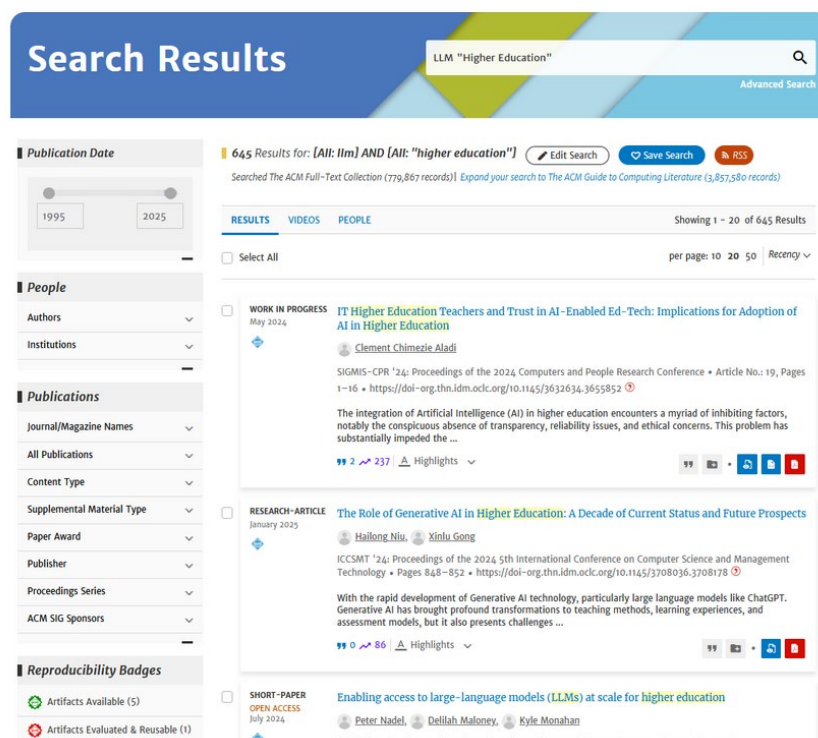 Search Results
LLM "Higher Education"
Advanced Search
Publication Date
1995
2025
People
Authors
Institutions
Publications
Journal/Magazine Names
All Publications
Content Type
Supplemental Material Type
Paper Award
Publisher
Proceedings Series
ACM SIG Sponsors
Reproducibility Badges
Artifacts Available (5)
Artifacts Evaluated & Reusable (1)
645 Results for: [All: llm] AND [All: "higher education"]
Edit Search
Save Search
RSS
Searched The ACM Full-Text Collection (779,867 records)| Expand your search to The ACM Guide to Computing Literature (3,857,580 records)
RESULTS VIDEOS PEOPLE
Showing 1 - 20 of 645 Results
Select All
per page: 10 20 50 Recency
WORK IN PROGRESS
May 2024
IT Higher Education Teachers and Trust in AI-Enabled Ed-Tech: Implications for Adoption of
AI in Higher Education
Clement Chimezie Aladi
SIGMIS-CPR '24: Proceedings of the 2024 Computers and People Research Conference • Article No.: 19, Pages
1–16 • https://doi-org.thn.idm.oclc.org/10.1145/3632634.3655852
The integration of Artificial Intelligence (AI) in higher education encounters a myriad of inhibiting factors,
notably the conspicuous absence of transparency, reliability issues, and ethical concerns. This problem has
substantially impeded the ...
2 237 A Highlights
RESEARCH-ARTICLE
January 2025
The Role of Generative AI in Higher Education: A Decade of Current Status and Future Prospects
Hailong Niu, Xinlu Gong
ICCSMT '24: Proceedings of the 2024 5th International Conference on Computer Science and Management
Technology • Pages 848–852 • https://doi-org.thn.idm.oclc.org/10.1145/3708036.3708178
With the rapid development of Generative AI technology, particularly large language models like ChatGPT.
Generative AI has brought profound transformations to teaching methods, learning experiences, and
assessment models, but it also presents challenges ...
0 86 A Highlights
SHORT-PAPER
OPEN ACCESS
July 2024
Enabling access to large-language models (LLMs) at scale for higher education
Peter Nadel, Delilah Maloney, Kyle Monahan